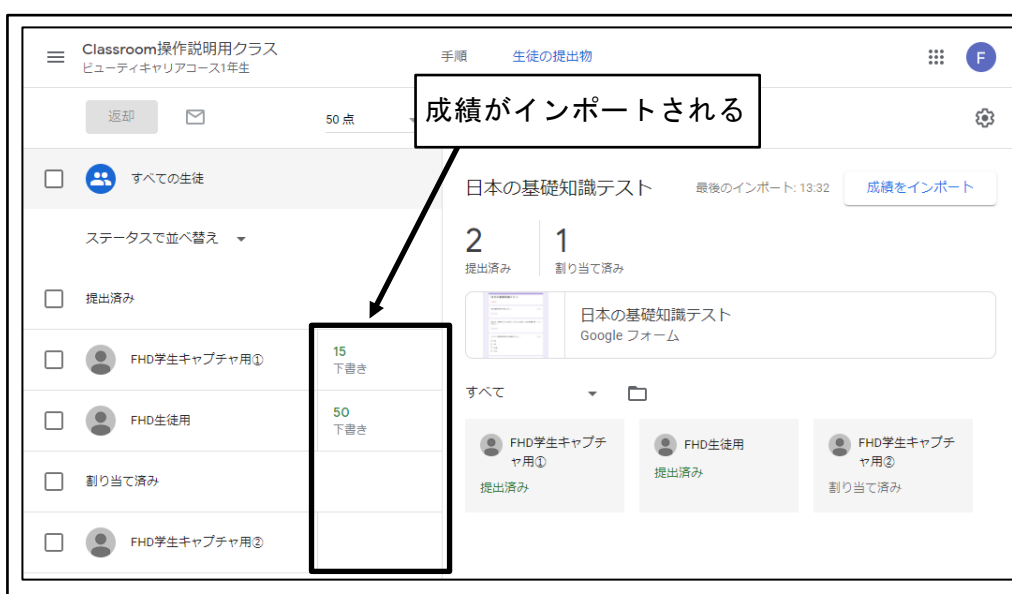 Classroom操作説明用クラス
ビューティキャリアコース1年生
手順
生徒の提出物
F
返却
50 点
成績がインポートされる
すべての生徒
ステータスで並べ替え
提出済み
FHD学生キャプチャ用①
15
下書き
FHD生徒用
50
下書き
割り当て済み
FHD学生キャプチャ用②
日本の基礎知識テスト
最後のインポート: 13:32
成績をインポート
2
提出済み
1
割り当て済み
日本の基礎知識テスト
Google フォーム
すべて
FHD学生キャプチ
ャ用①
提出済み
FHD生徒用
提出済み
FHD学生キャプチ
ャ用②
割り当て済み